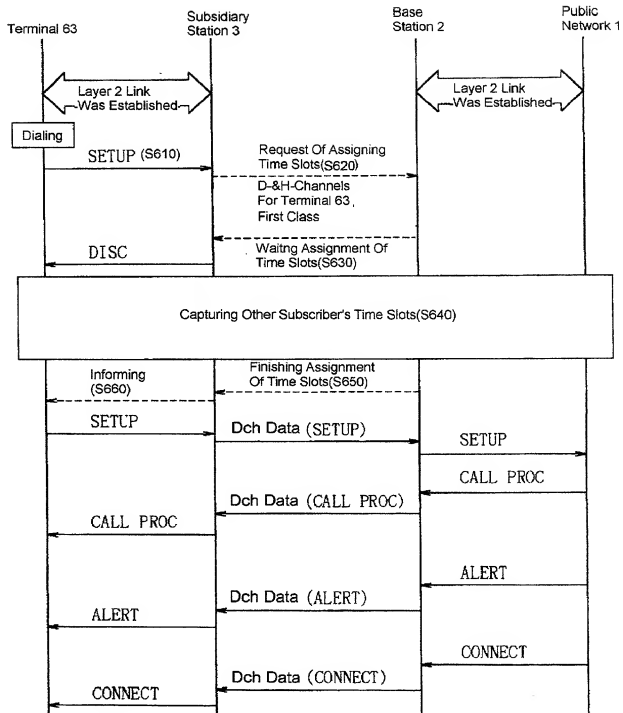 Terminal 63
Subsidiary
Station 3
Base
Station 2
Public
Network 1
Layer 2 Link
Was Established
Layer 2 Link
Was Established
Dialing
SETUP (S610)
Request Of Assigning
Time Slots(S620)
D-&H-Channels
For Terminal 63,
First Class
Waitng Assignment Of
Time Slots(S630)
DISC
Capturing Other Subscriber's Time Slots(S640)
Informing
(S660)
Finishing Assignment
Of Time Slots(S650)
SETUP
Dch Data (SETUP)
SETUP
CALL PROC
Dch Data (CALL PROC)
CALL PROC
ALERT
Dch Data (ALERT)
ALERT
CONNECT
Dch Data (CONNECT)
CONNECT